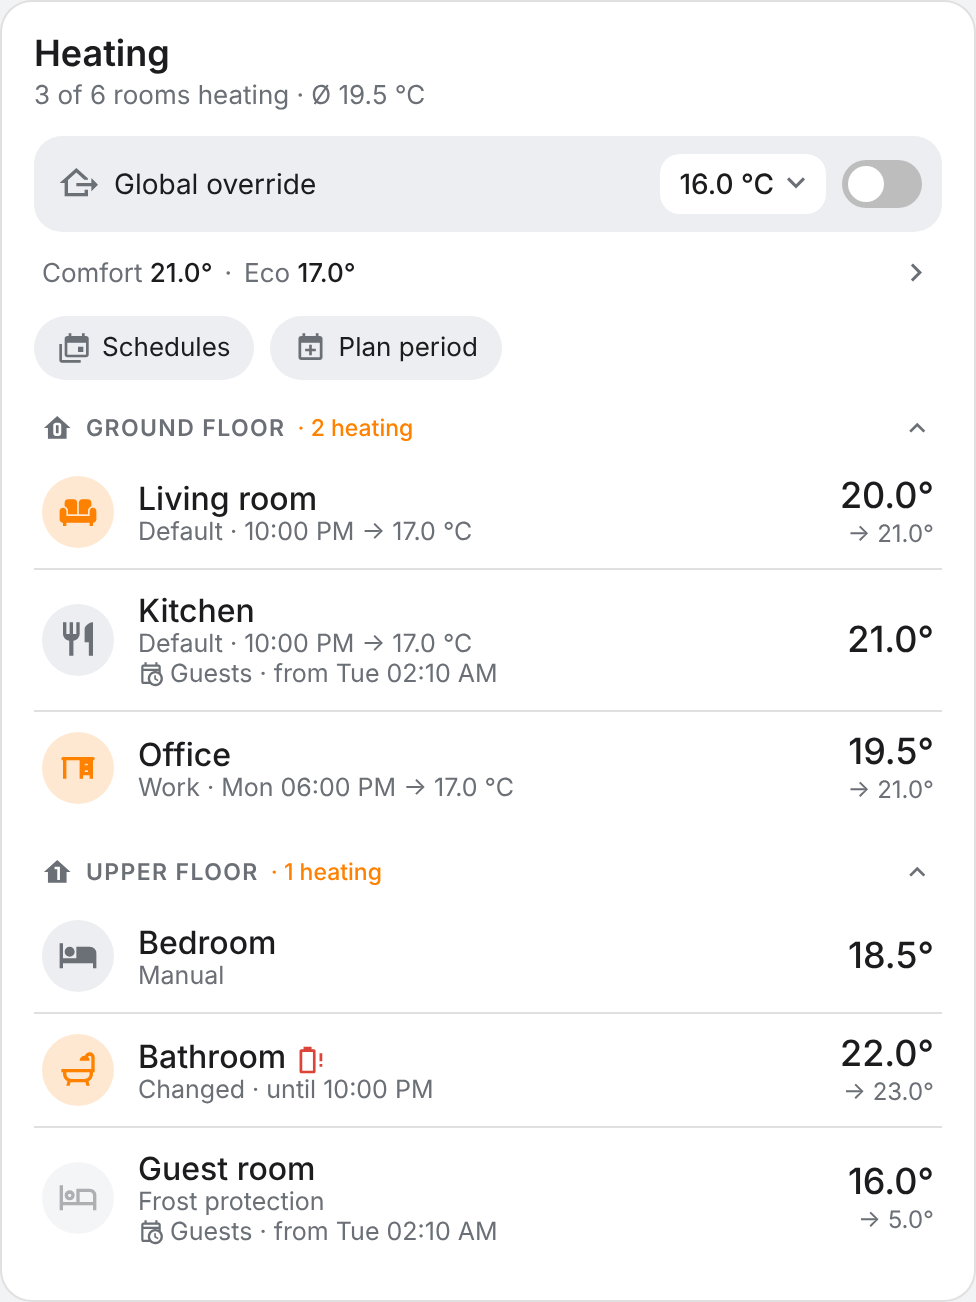 Heating
3 of 6 rooms heating · Ø 19.5 °C
Global override 16.0 °C
Comfort 21.0° · Eco 17.0°
Schedules Plan period
0 GROUND FLOOR · 2 heating
Living room 20.0°
Default · 10:00 PM → 17.0 °C → 21.0°
Kitchen
Default · 10:00 PM → 17.0 °C 21.0°
Guests · from Tue 02:10 AM
Office 19.5°
Work · Mon 06:00 PM → 17.0 °C → 21.0°
1 UPPER FLOOR · 1 heating
Bedroom 18.5°
Manual
Bathroom ! 22.0°
Changed · until 10:00 PM → 23.0°
Guest room 16.0°
Frost protection → 5.0°
Guests · from Tue 02:10 AM